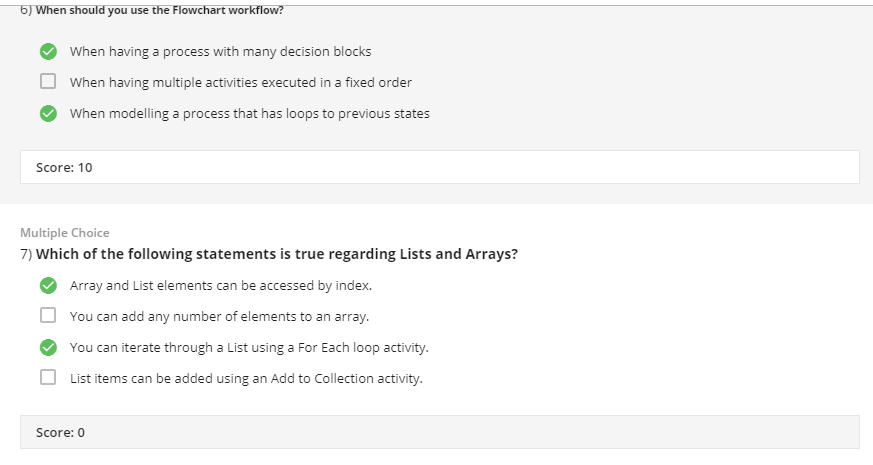 6) When should you use the Flowchart workflow?
When having a process with many decision blocks
When having multiple activities executed in a fixed order
When modelling a process that has loops to previous states
Score: 10
Multiple Choice
7) Which of the following statements is true regarding Lists and Arrays?
Array and List elements can be accessed by index.
You can add any number of elements to an array.
You can iterate through a List using a For Each loop activity.
List items can be added using an Add to Collection activity.
Score: 0